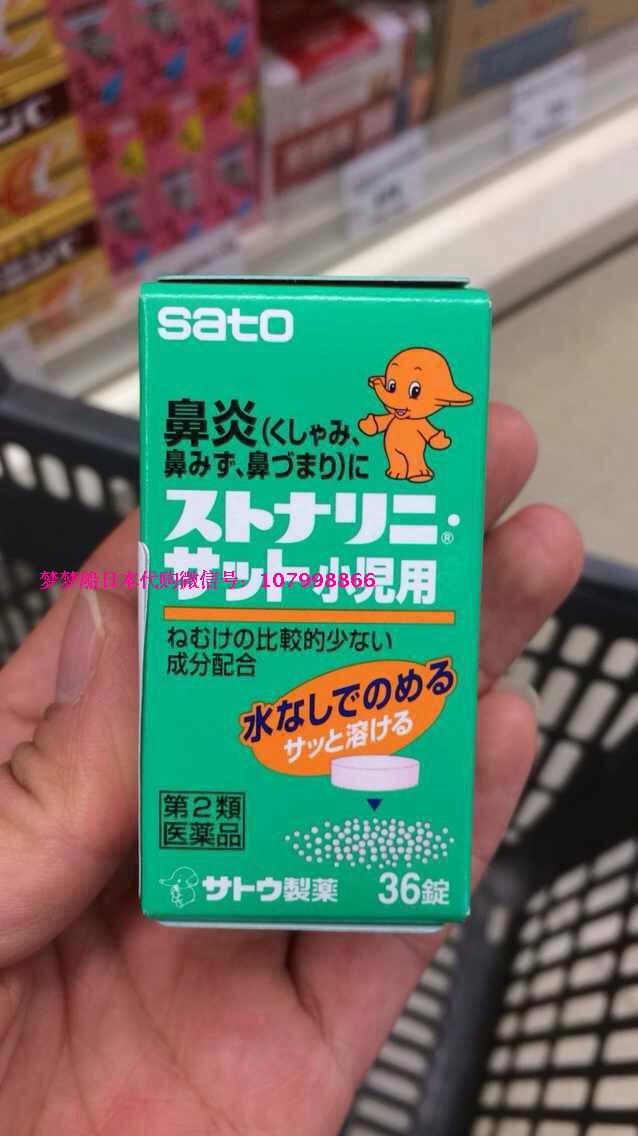 sato
鼻炎(くしゃみ、
鼻みず、鼻づまり)に
ストナリニ・®
サット小児用
梦梦船日本代购微信号:107998866
ねむけの比較的少ない
成分配合
水なしでのめる
サッと溶ける
第2類
医薬品
サトウ製薬 36錠